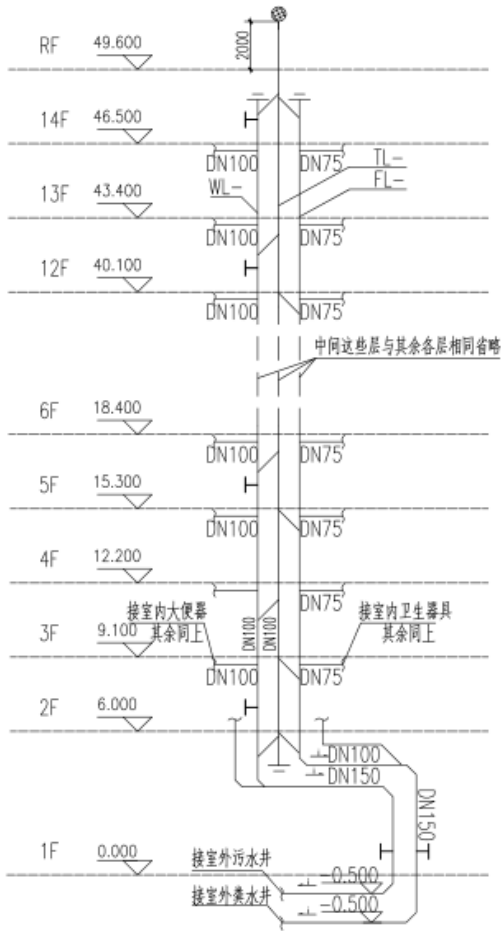 2000
RF 49.600
14F 46.500
DN100 DN75
TL-
WL- FL-
13F 43.400
DN100 DN75
12F 40.100
DN100 DN75
中间这些层与其余各层相同省略
6F 18.400
DN100 DN75
5F 15.300
DN100 DN75
4F 12.200
DN75
接室内大便器
其余同上
DN100
DN100
接室内卫生器具
其余同上
3F 9.100
DN100 DN75
2F 6.000
DN100
DN150
DN150
1F 0.000
接室外污水井
-0.500
接室外粪水井
-0.500